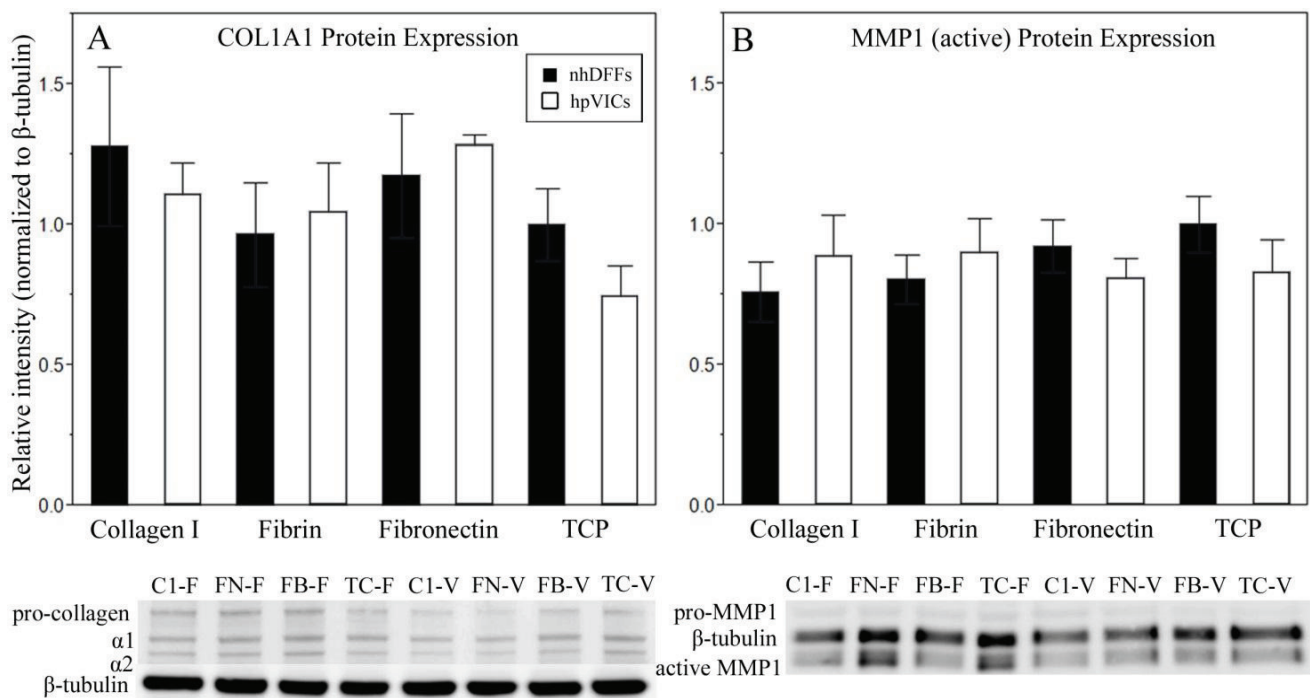 A
COL1A1 Protein Expression
nhDFFs
hpVICs
Relative intensity (normalized to β-tubulin)
1.5
1.0
0.5
0.0
Collagen I Fibrin Fibronectin TCP
C1-F FN-F FB-F TC-F C1-V FN-V FB-V TC-V
pro-collagen
α1
α2
β-tubulin
B
MMP1 (active) Protein Expression
1.5
1.0
0.5
0.0
Collagen I Fibrin Fibronectin TCP
C1-F FN-F FB-F TC-F C1-V FN-V FB-V TC-V
pro-MMP1
β-tubulin
active MMP1